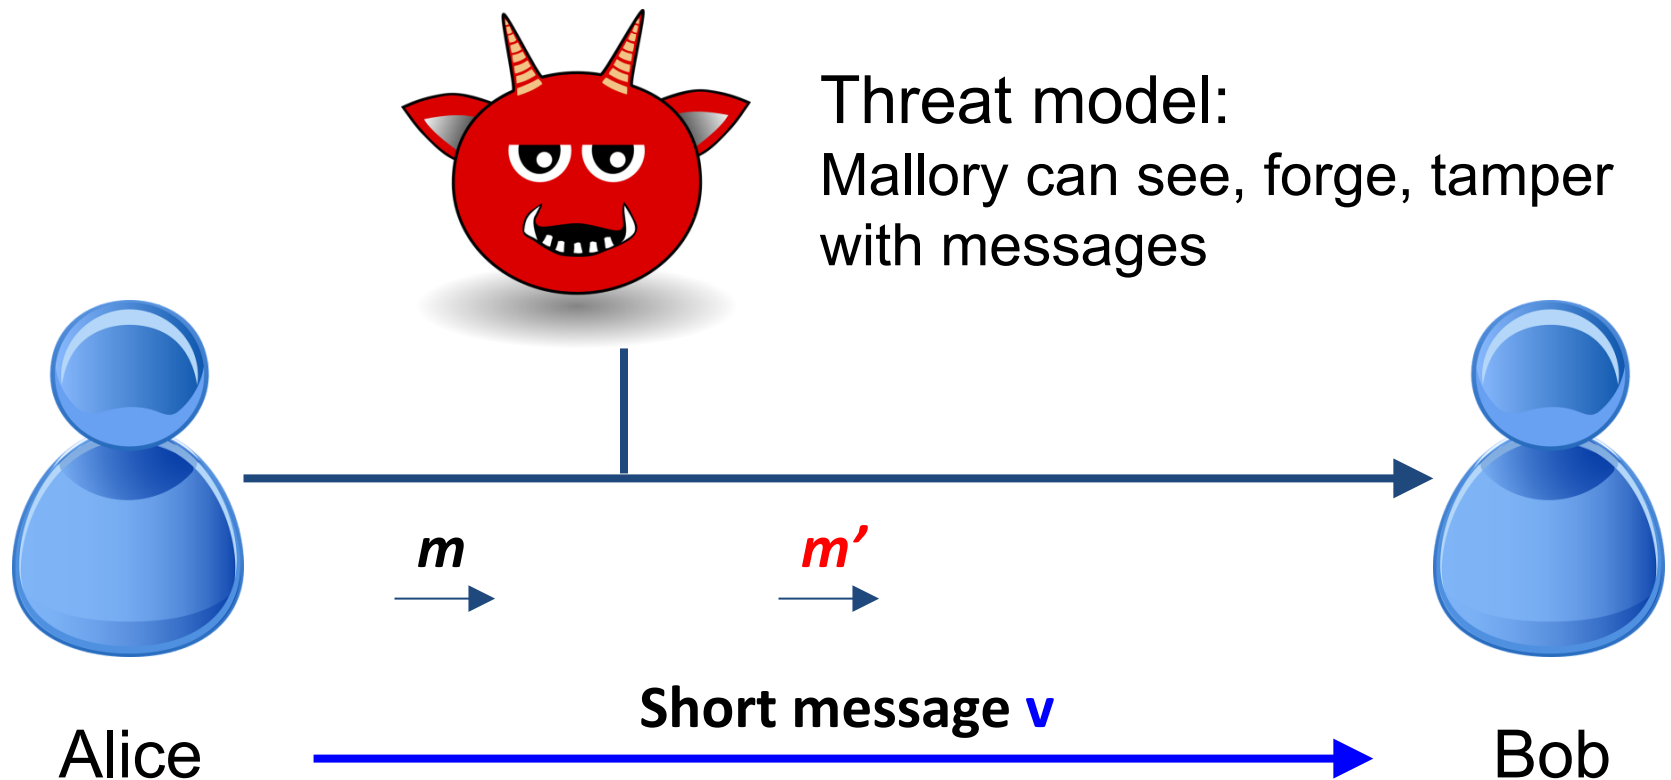 Threat model:
Mallory can see, forge, tamper
with messages
m
m’
Short message v
Alice
Bob